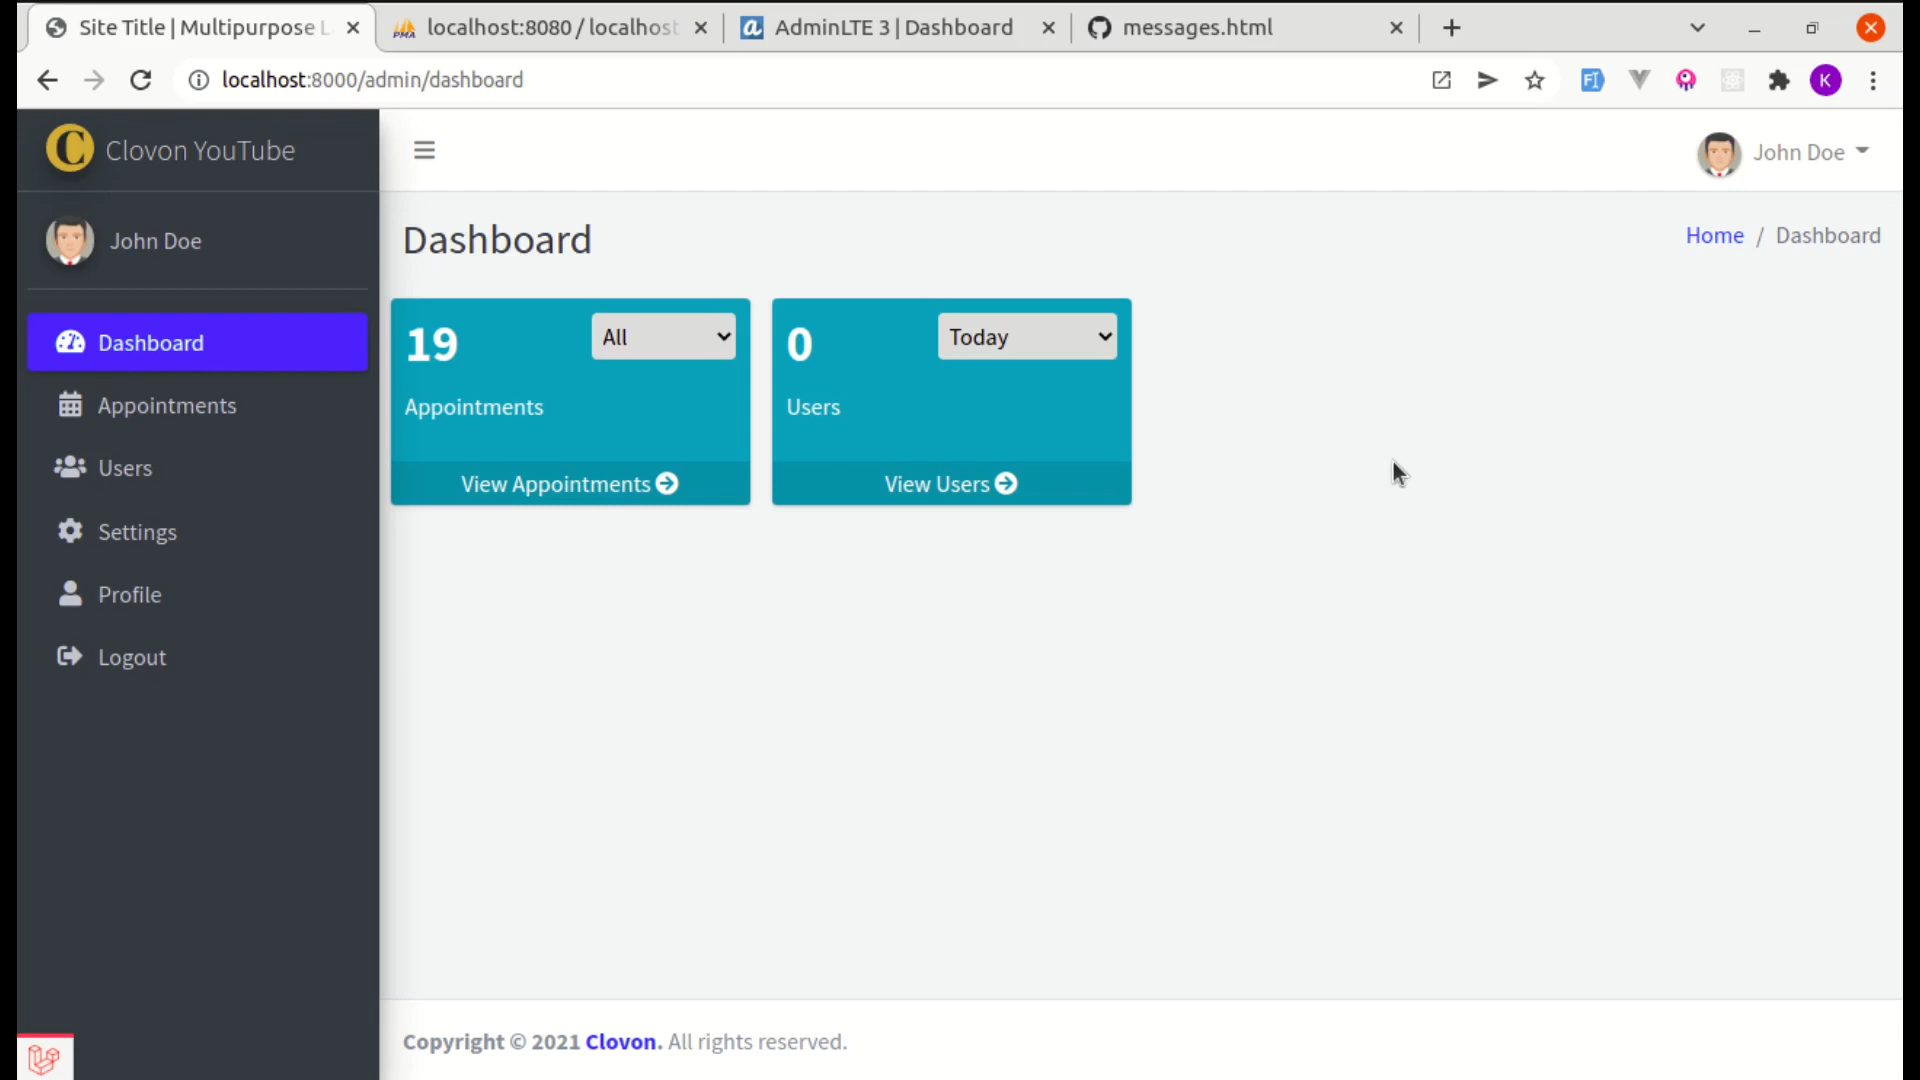 Site Title | Multipurpose L
localhost:8080 / localhost
AdminLTE 3 | Dashboard
messages.html
localhost:8000/admin/dashboard
K
C
Clovon YouTube
John Doe
John Doe
Dashboard
Appointments
Users
Settings
Profile
Logout
Dashboard
Home / Dashboard
19
All
Appointments
View Appointments
0
Today
Users
View Users
Copyright © 2021 Clovon. All rights reserved.